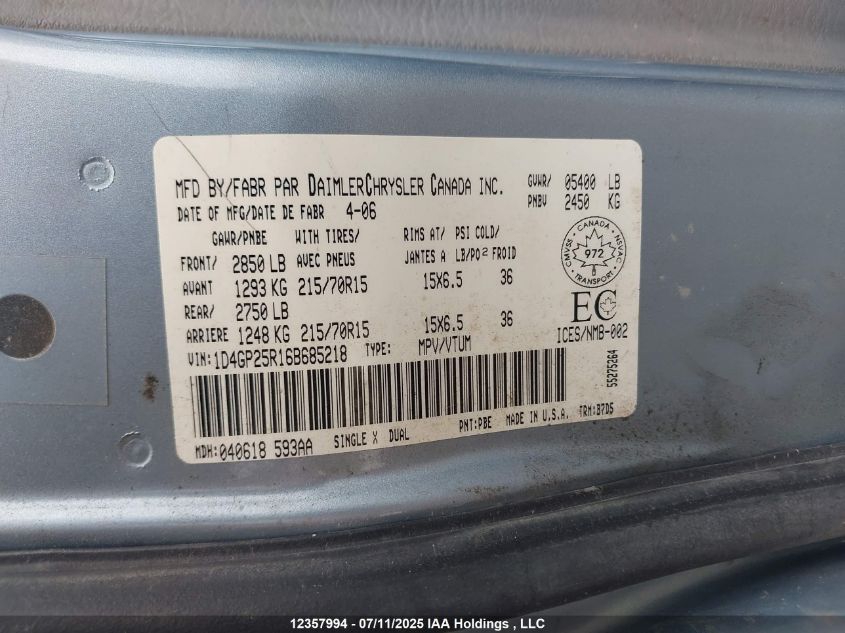 MFD BY/FABR PAR DAIMLERCHRYSLER CANADA INC. GVWR/ 05400 LB
DATE OF MFG/DATE DE FABR 4-06 PNBV 2450 KG
GAWR/PNBE WITH TIRES/ RIMS AT/ PSI COLD/
FRONT/ 2850 LB AVEC PNEUS JANTES A LB/PO² FROID
AVANT 1293 KG 215/70R15 15X6.5 36
REAR/ 2750 LB
ARRIERE 1248 KG 215/70R15 15X6.5 36
CMVSS · CANADA · NSVAC
972
TRANSPORT
EC
ICES/NMB-002
VIN: 1D4GP25R16B685218 TYPE: MPV/VTUM
55275264
MDH: 040618 593AA SINGLE X DUAL PNT: PBE MADE IN U.S.A. TRM: B7D5
12357994 - 07/11/2025 IAA Holdings , LLC